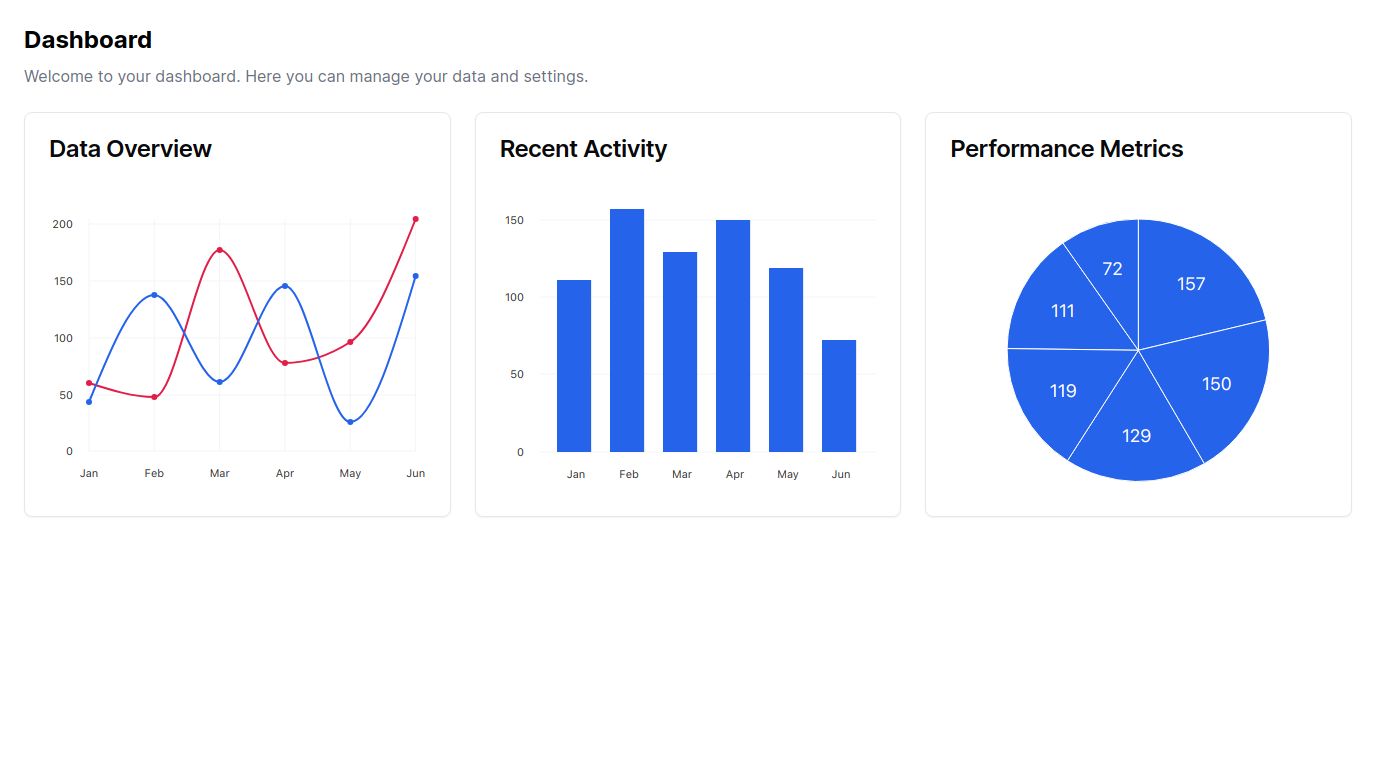 Dashboard
Welcome to your dashboard. Here you can manage your data and settings.
Data Overview
200
150
100
50
0
Jan Feb Mar Apr May Jun
Recent Activity
150
100
50
0
Jan Feb Mar Apr May Jun
Performance Metrics
72
157
111
119
150
129